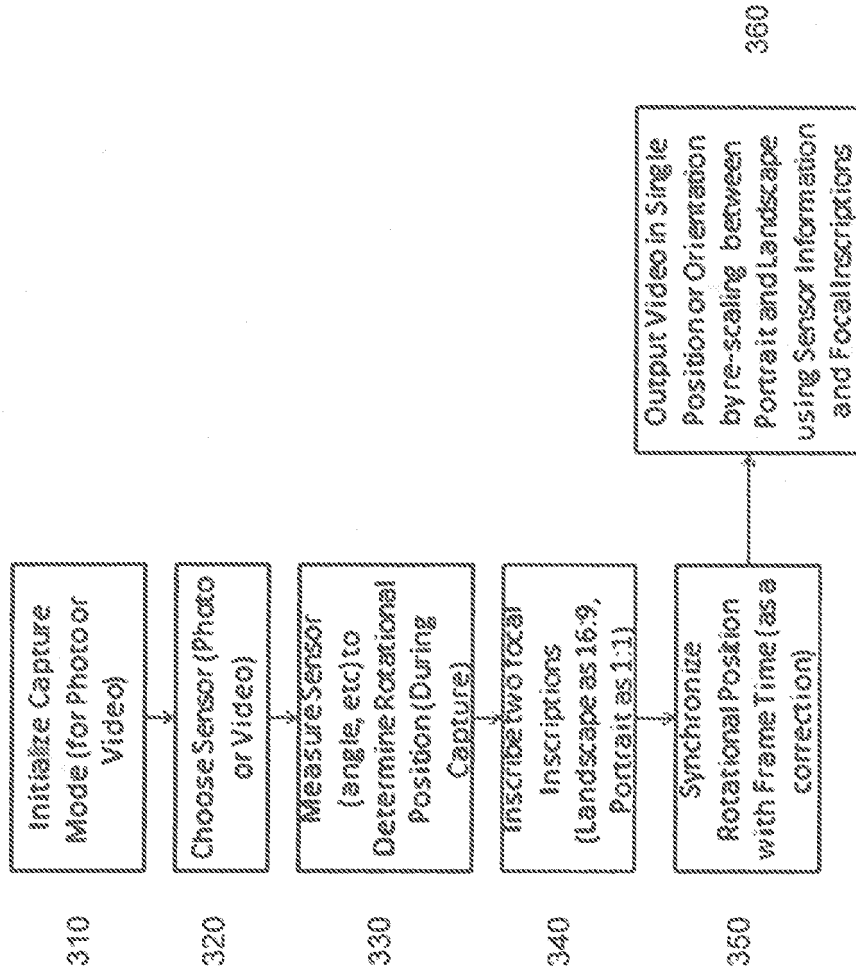 310
Initialize Capture
Mode (for Photo or
Video)
320
Choose Sensor (Photo
or Video)
330
Measure Sensor
(angle, etc) to
Determine Rotational
Position (During
Capture)
340
Inscribe two focal
Inscriptions
(Landscape as 16:9,
Portrait as 1:1)
350
Synchronize
Rotational Position
with Frame Time (as a
correction)
360
Output Video in Single
Position or Orientation
by re-scaling between
Portrait and Landscape
using Sensor Information
and Focal Inscriptions